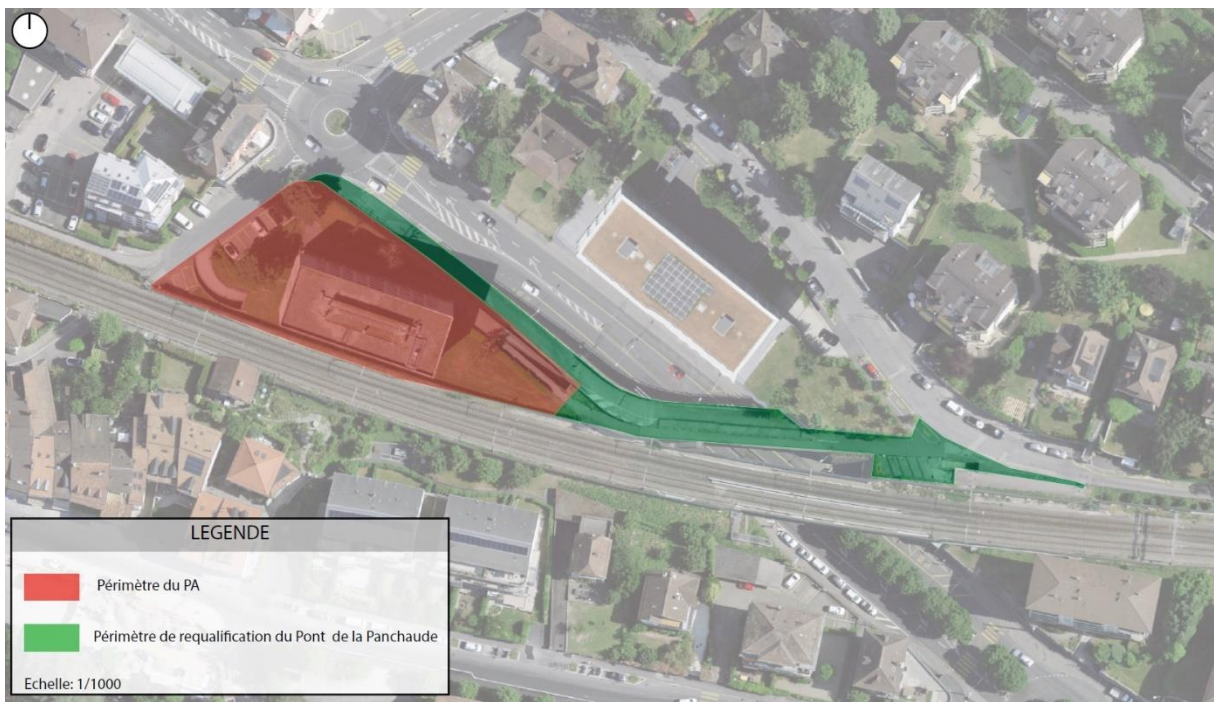 LEGENDE
Périmètre du PA
Périmètre de requalification du Pont de la Panchaude
Echelle: 1/1000